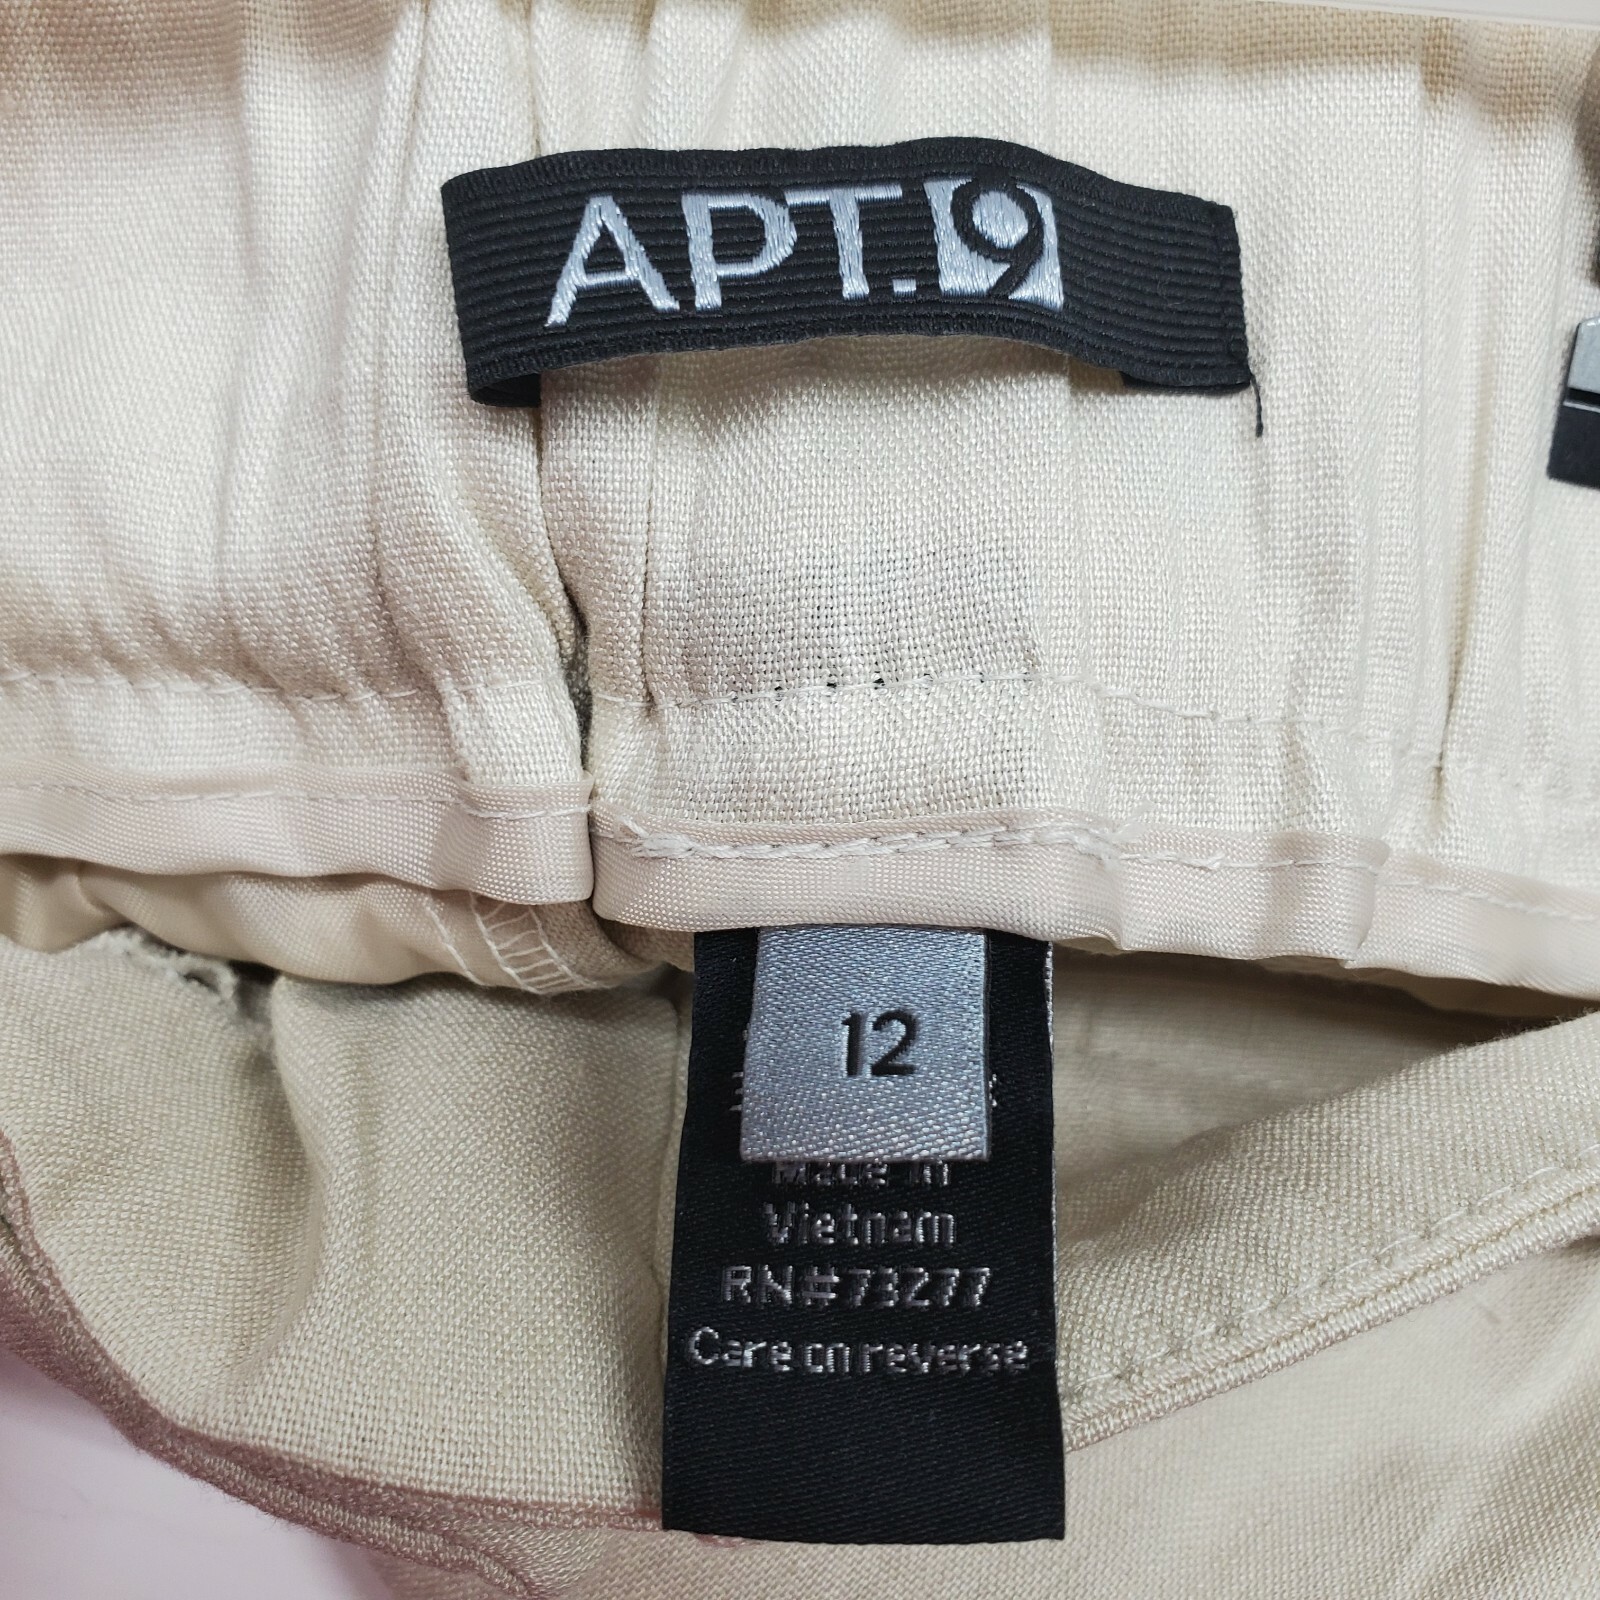 APT.9
12
Made in
Vietnam
RN#73277
Care on reverse